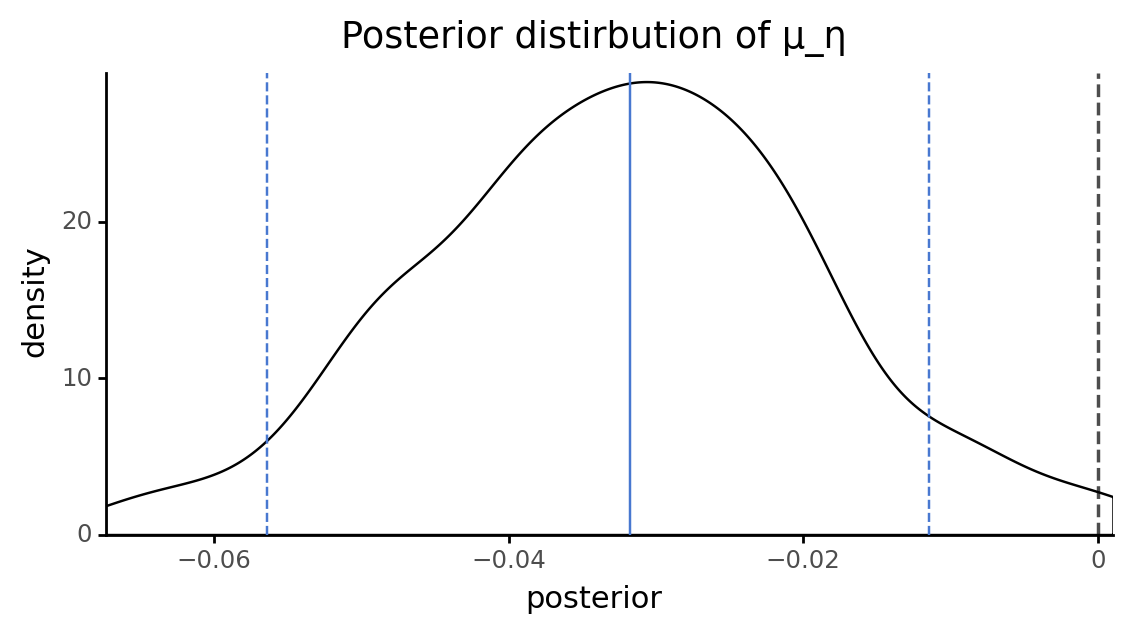 Posterior distirbution of μ_η
density
20
10
0
−0.06
−0.04
−0.02
0
posterior